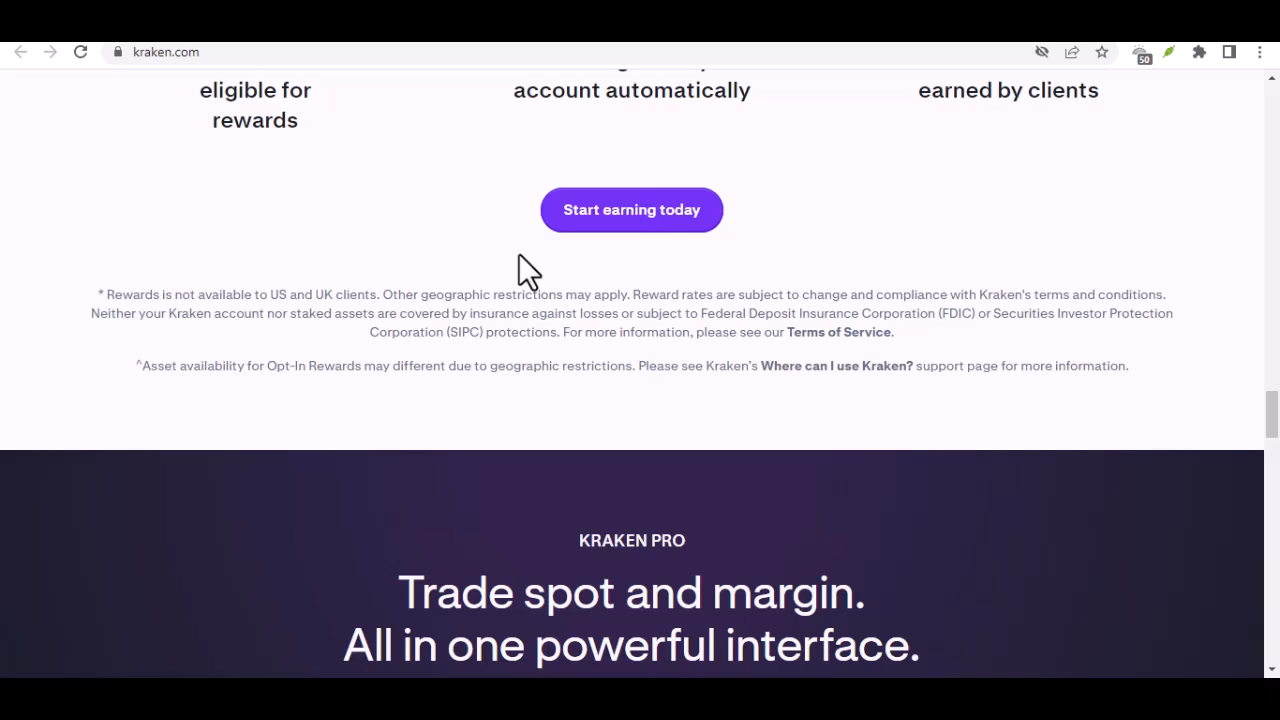 kraken.com
50
eligible for
account automatically
earned by clients
rewards
Start earning today
* Rewards is not available to US and UK clients. Other geographic restrictions may apply. Reward rates are subject to change and compliance with Kraken's terms and conditions.
Neither your Kraken account nor staked assets are covered by insurance against losses or subject to Federal Deposit Insurance Corporation (FDIC) or Securities Investor Protection
Corporation (SIPC) protections. For more information, please see our Terms of Service.
^Asset availability for Opt-In Rewards may different due to geographic restrictions. Please see Kraken's Where can I use Kraken? support page for more information.
KRAKEN PRO
Trade spot and margin.
All in one powerful interface.